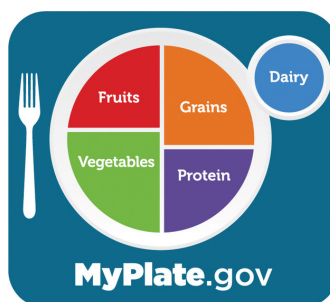 Dairy
Fruits
Grains
Vegetables
Protein
MyPlate.gov